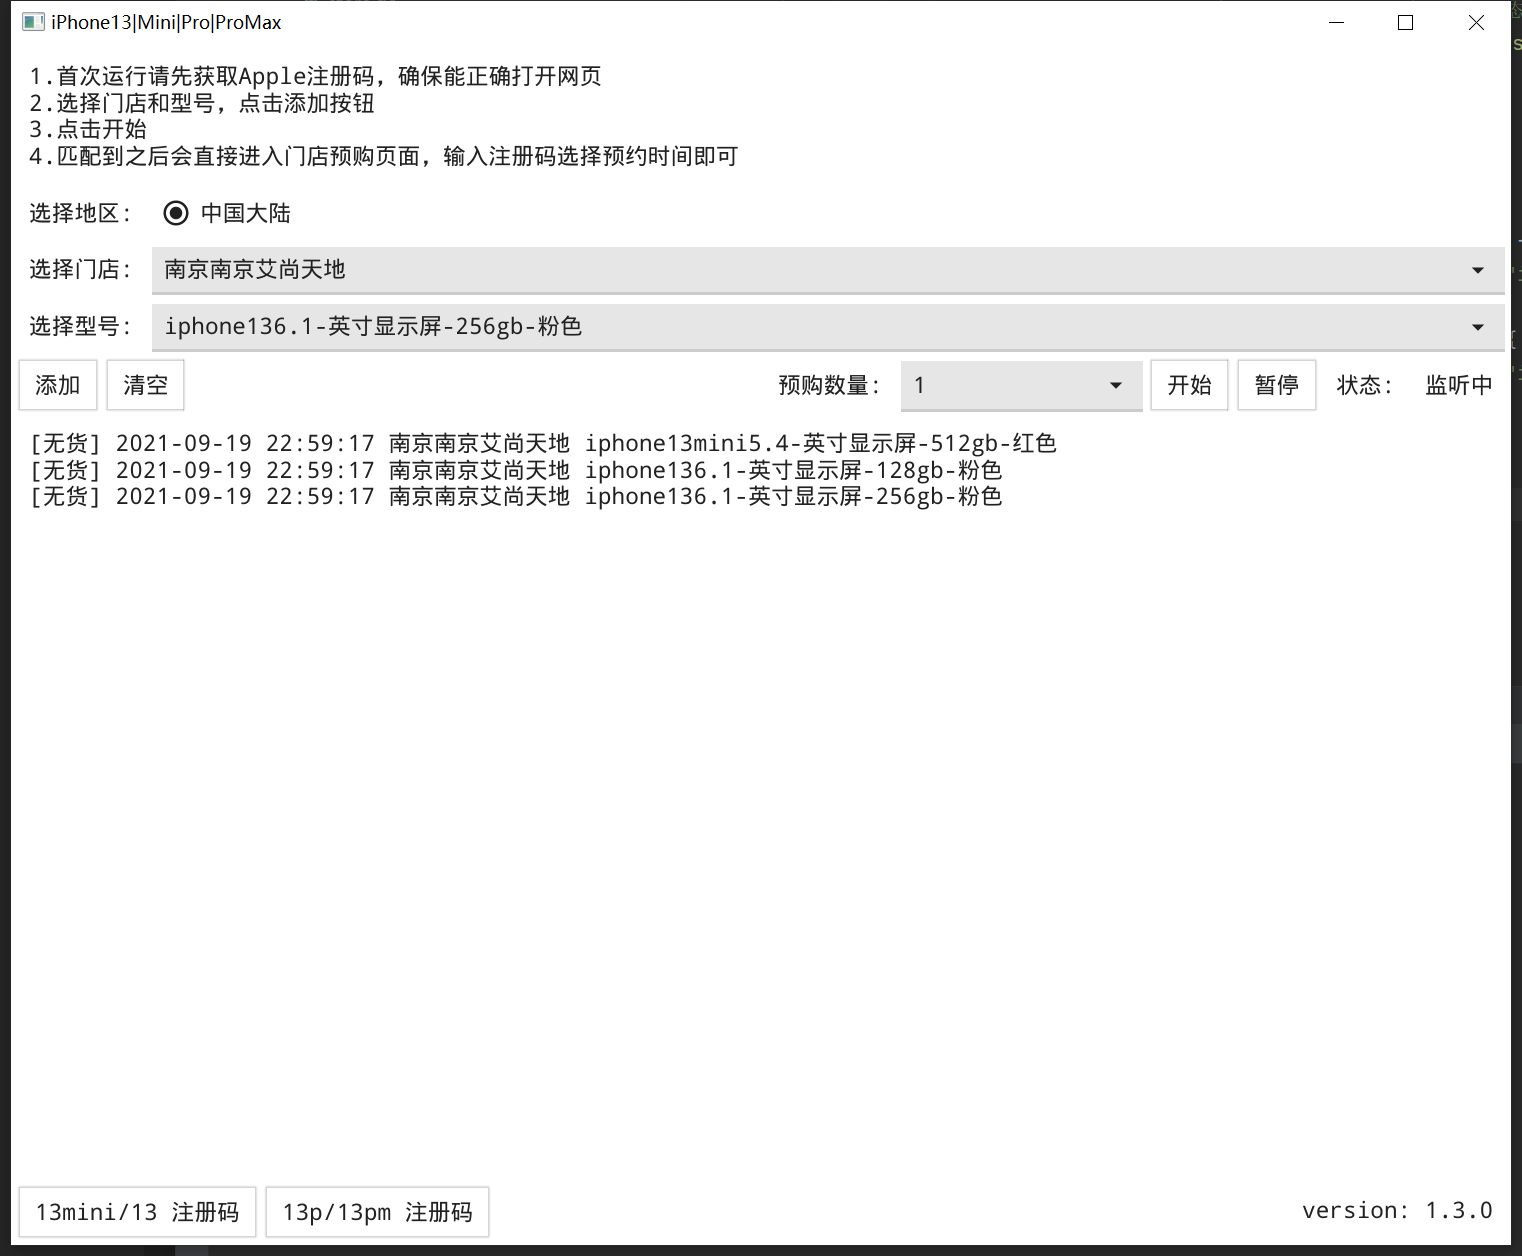 iPhone13|Mini|Pro|ProMax
1.首次运行请先获取Apple注册码，确保能正确打开网页
2.选择门店和型号，点击添加按钮
3.点击开始
4.匹配到之后会直接进入门店预购页面，输入注册码选择预约时间即可
选择地区： 中国大陆
选择门店： 南京南京艾尚天地
选择型号： iphone136.1-英寸显示屏-256gb-粉色
添加 清空 预购数量： 1 开始 暂停 状态： 监听中
[无货] 2021-09-19 22:59:17 南京南京艾尚天地 iphone13mini5.4-英寸显示屏-512gb-红色
[无货] 2021-09-19 22:59:17 南京南京艾尚天地 iphone136.1-英寸显示屏-128gb-粉色
[无货] 2021-09-19 22:59:17 南京南京艾尚天地 iphone136.1-英寸显示屏-256gb-粉色
13mini/13 注册码 13p/13pm 注册码 version: 1.3.0